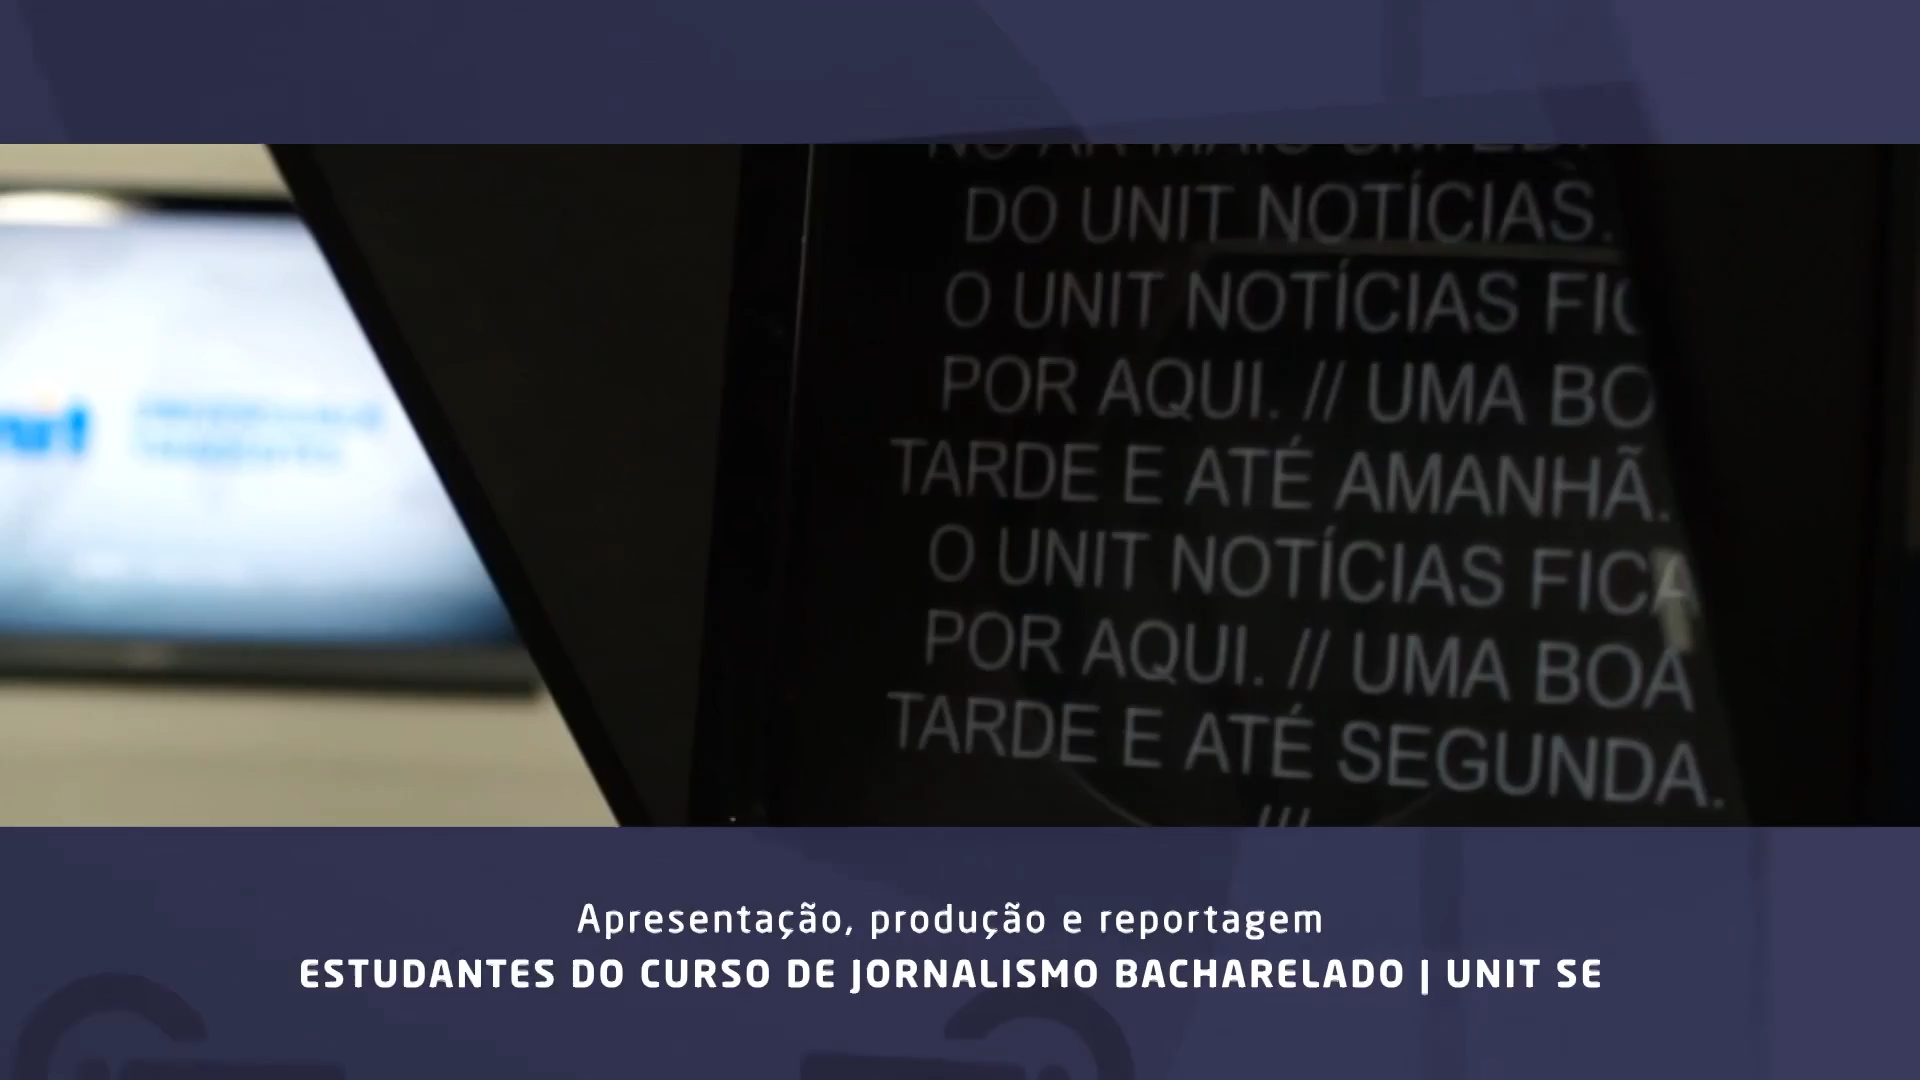 DO UNIT NOTÍCIAS.
O UNIT NOTÍCIAS FIC
POR AQUI. // UMA BO
TARDE E ATÉ AMANHÃ.
O UNIT NOTÍCIAS FICA
POR AQUI. // UMA BOA
TARDE E ATÉ SEGUNDA.
///
Apresentação, produção e reportagem
ESTUDANTES DO CURSO DE JORNALISMO BACHARELADO | UNIT SE